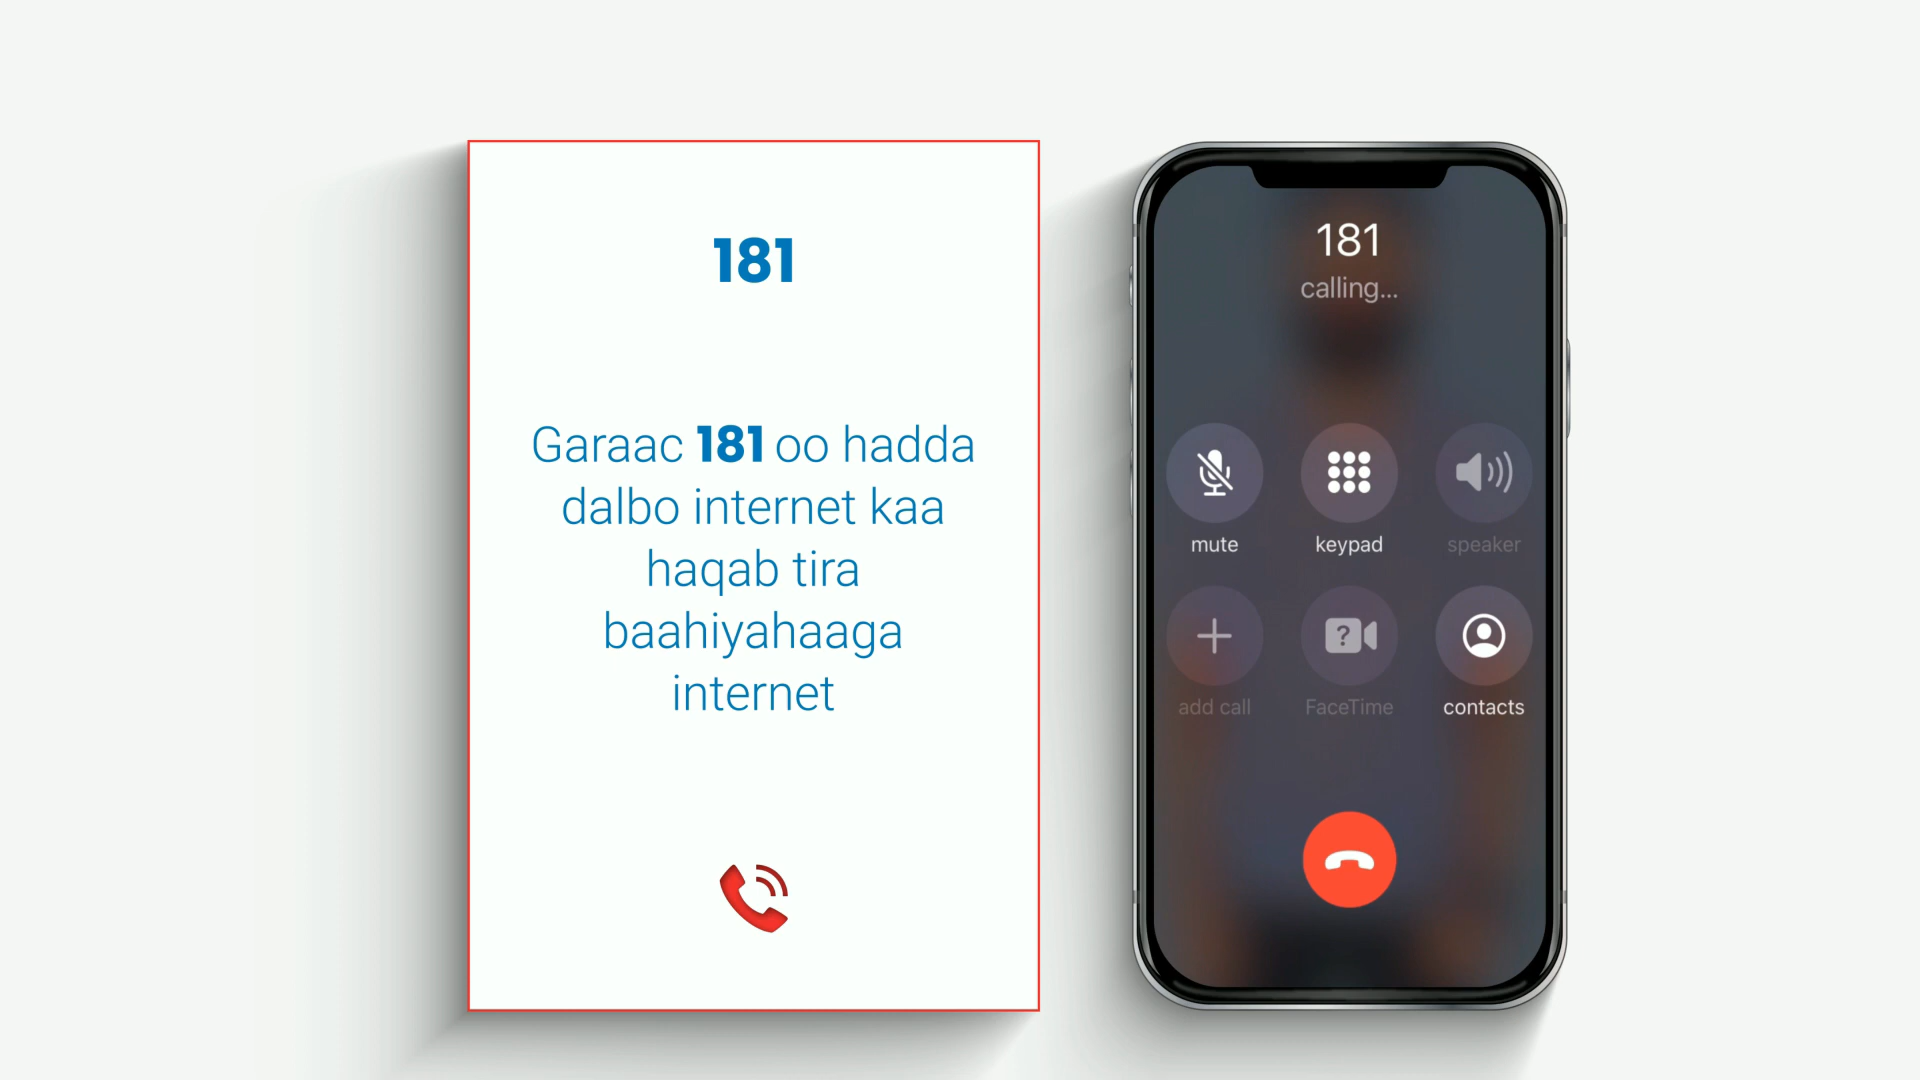 181
Garaac 181 oo hadda
dalbo internet kaa
haqab tira
baahiyahaaga
internet
181
calling...
mute keypad speaker
add call FaceTime contacts